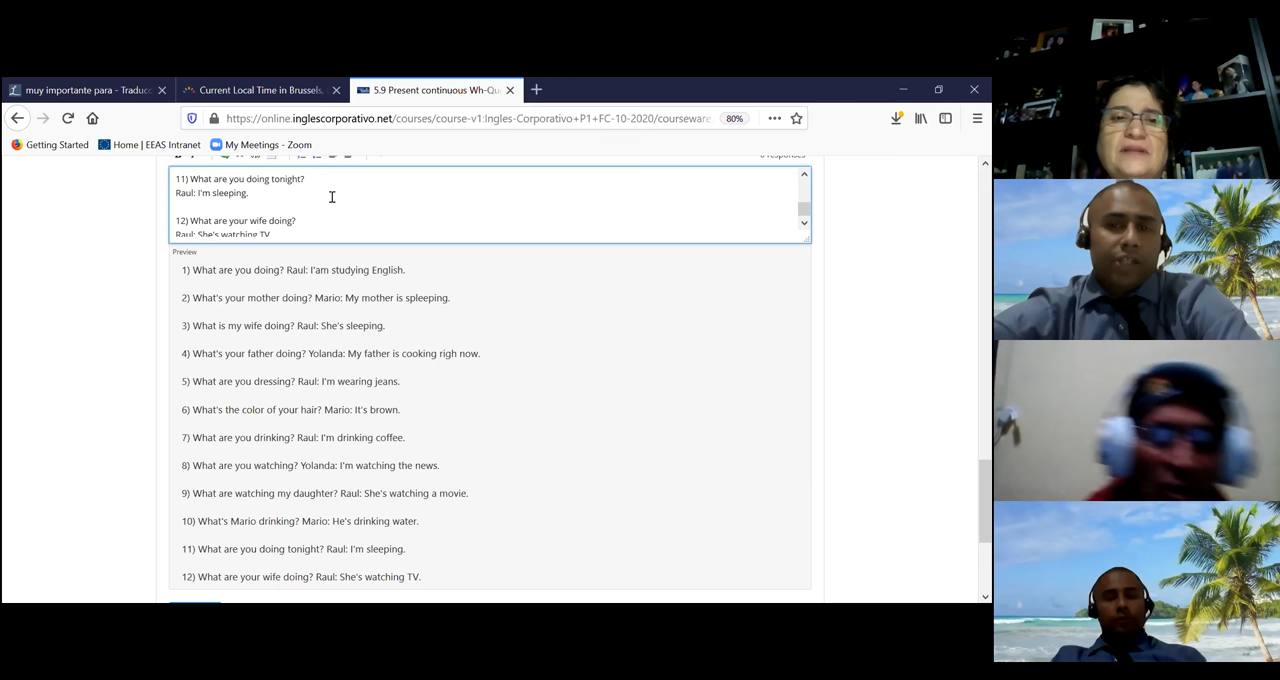 muy importante para - Traducc
Current Local Time in Brussels,
5.9 Present continuous Wh-Qu
https://online.inglescorporativo.net/courses/course-v1:Ingles-Corporativo+P1+FC-10-2020/courseware
80%
Getting Started
Home | EEAS Intranet
My Meetings - Zoom
11) What are you doing tonight?
Raul: I'm sleeping.
12) What are your wife doing?
Raul: She's watching TV.
Preview
1) What are you doing? Raul: I'am studying English.
2) What's your mother doing? Mario: My mother is spleeping.
3) What is my wife doing? Raul: She's sleeping.
4) What's your father doing? Yolanda: My father is cooking righ now.
5) What are you dressing? Raul: I'm wearing jeans.
6) What's the color of your hair? Mario: It's brown.
7) What are you drinking? Raul: I'm drinking coffee.
8) What are you watching? Yolanda: I'm watching the news.
9) What are watching my daughter? Raul: She's watching a movie.
10) What's Mario drinking? Mario: He's drinking water.
11) What are you doing tonight? Raul: I'm sleeping.
12) What are your wife doing? Raul: She's watching TV.